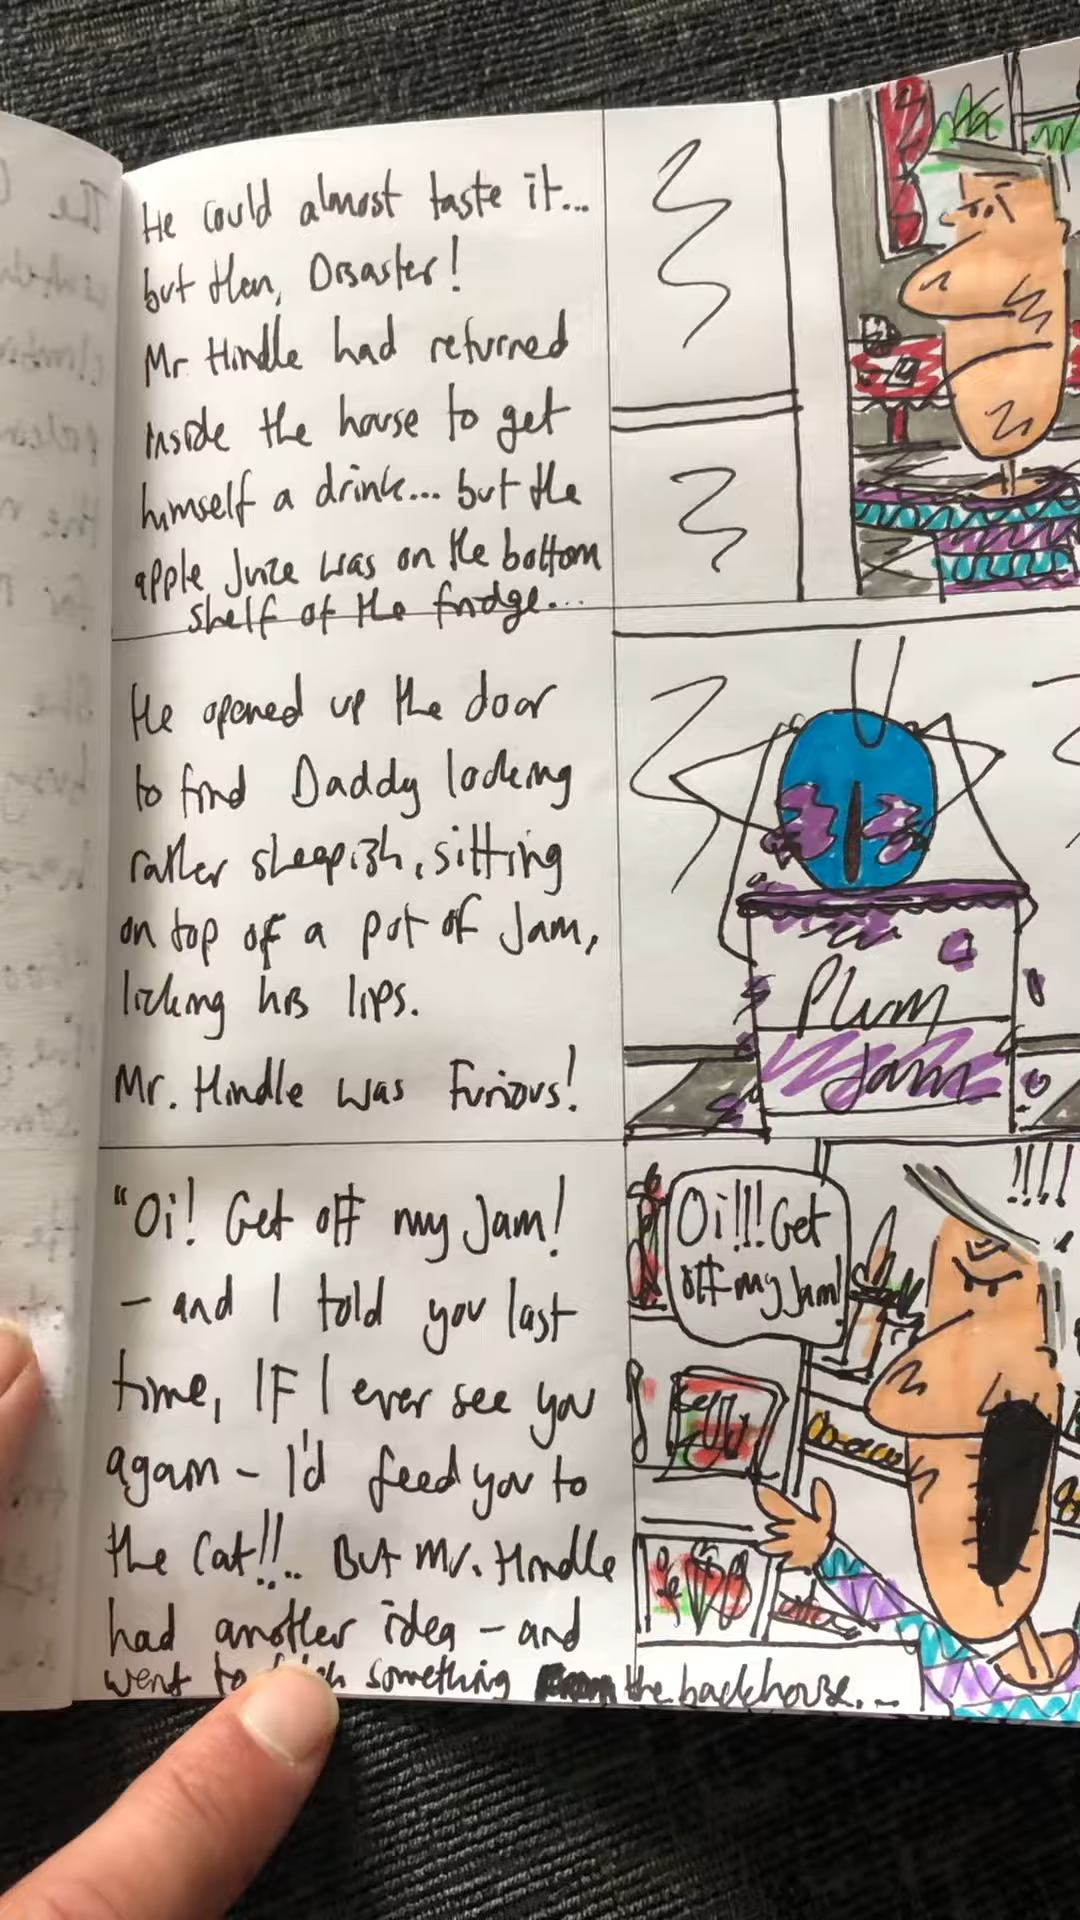 He could almost taste it...
but then, Disaster!
Mr. Hindle had returned
inside the house to get
himself a drink... but the
apple Juice was on the bottom
shelf of the fridge...
He opened up the door
to find Daddy looking
rather sheepish, sitting
on top of a pot of Jam,
licking his lips.
Mr. Hindle was Furious!
Plum
Jam
"Oi! Get off my Jam!
- and I told you last
time, IF I ever see you
again - I'd feed you to
the Cat!!... But Mr. Hindle
had another idea - and
went to something from the backhouse...
Oi!!! Get
off my Jam!
!!!!